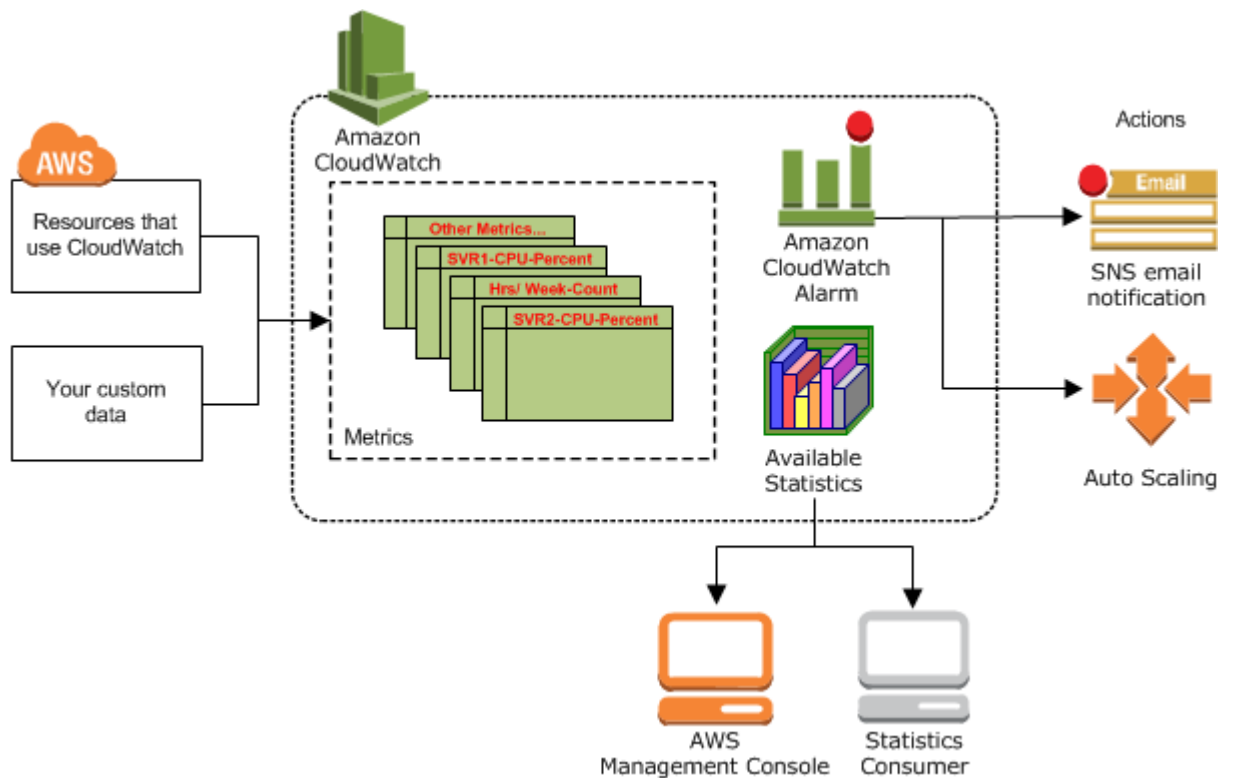 Amazon
CloudWatch
AWS
Resources that
use CloudWatch
Your custom
data
Other Metrics...
SVR1-CPU-Percent
Hrs/ Week-Count
SVR2-CPU-Percent
Metrics
Amazon
CloudWatch
Alarm
Available
Statistics
Actions
Email
SNS email
notification
Auto Scaling
AWS
Management Console
Statistics
Consumer